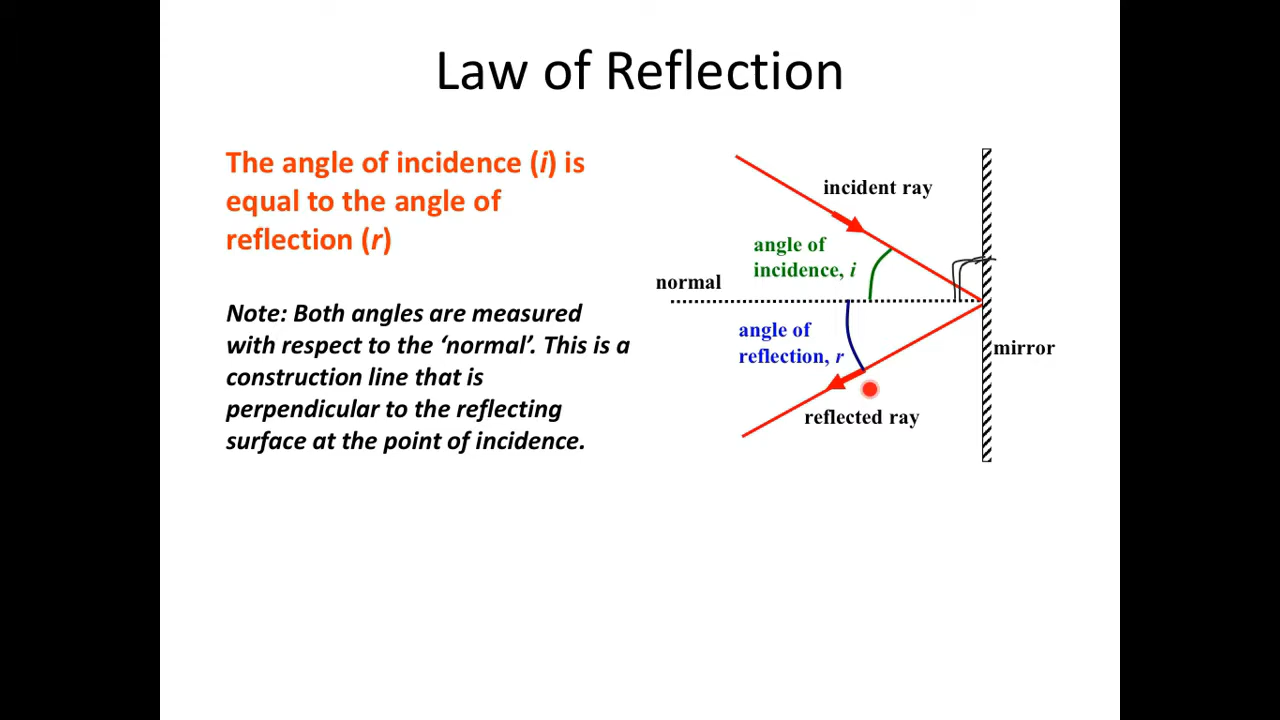 Law of Reflection
The angle of incidence (i) is
equal to the angle of
reflection (r)
Note: Both angles are measured
with respect to the ‘normal’. This is a
construction line that is
perpendicular to the reflecting
surface at the point of incidence.
incident ray
angle of
incidence, i
normal
angle of
reflection, r
mirror
reflected ray